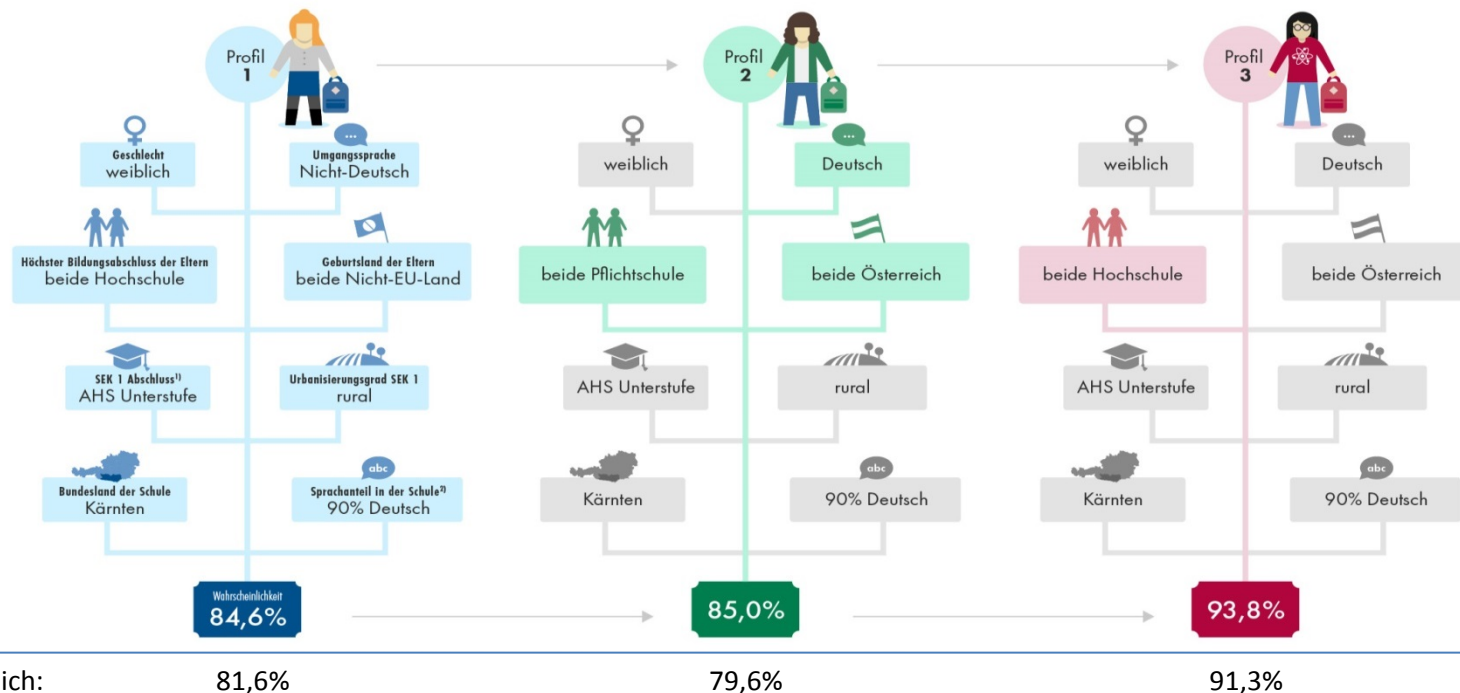 Profil
1
Profil
2
Profil
3
Geschlecht
weiblich
...
Umgangssprache
Nicht-Deutsch
weiblich
...
Deutsch
weiblich
...
Deutsch
Höchster Bildungsabschluss der Eltern
beide Hochschule
Geburtsland der Eltern
beide Nicht-EU-Land
beide Pflichtschule
beide Österreich
beide Hochschule
beide Österreich
SEK 1 Abschluss¹⁾
AHS Unterstufe
Urbanisierungsgrad SEK 1
rural
AHS Unterstufe
rural
AHS Unterstufe
rural
Bundesland der Schule
Kärnten
abc
Sprachanteil in der Schule²⁾
90% Deutsch
Kärnten
abc
90% Deutsch
Kärnten
abc
90% Deutsch
Wahrscheinlichkeit
84,6%
85,0%
93,8%
ich: 81,6% 79,6% 91,3%